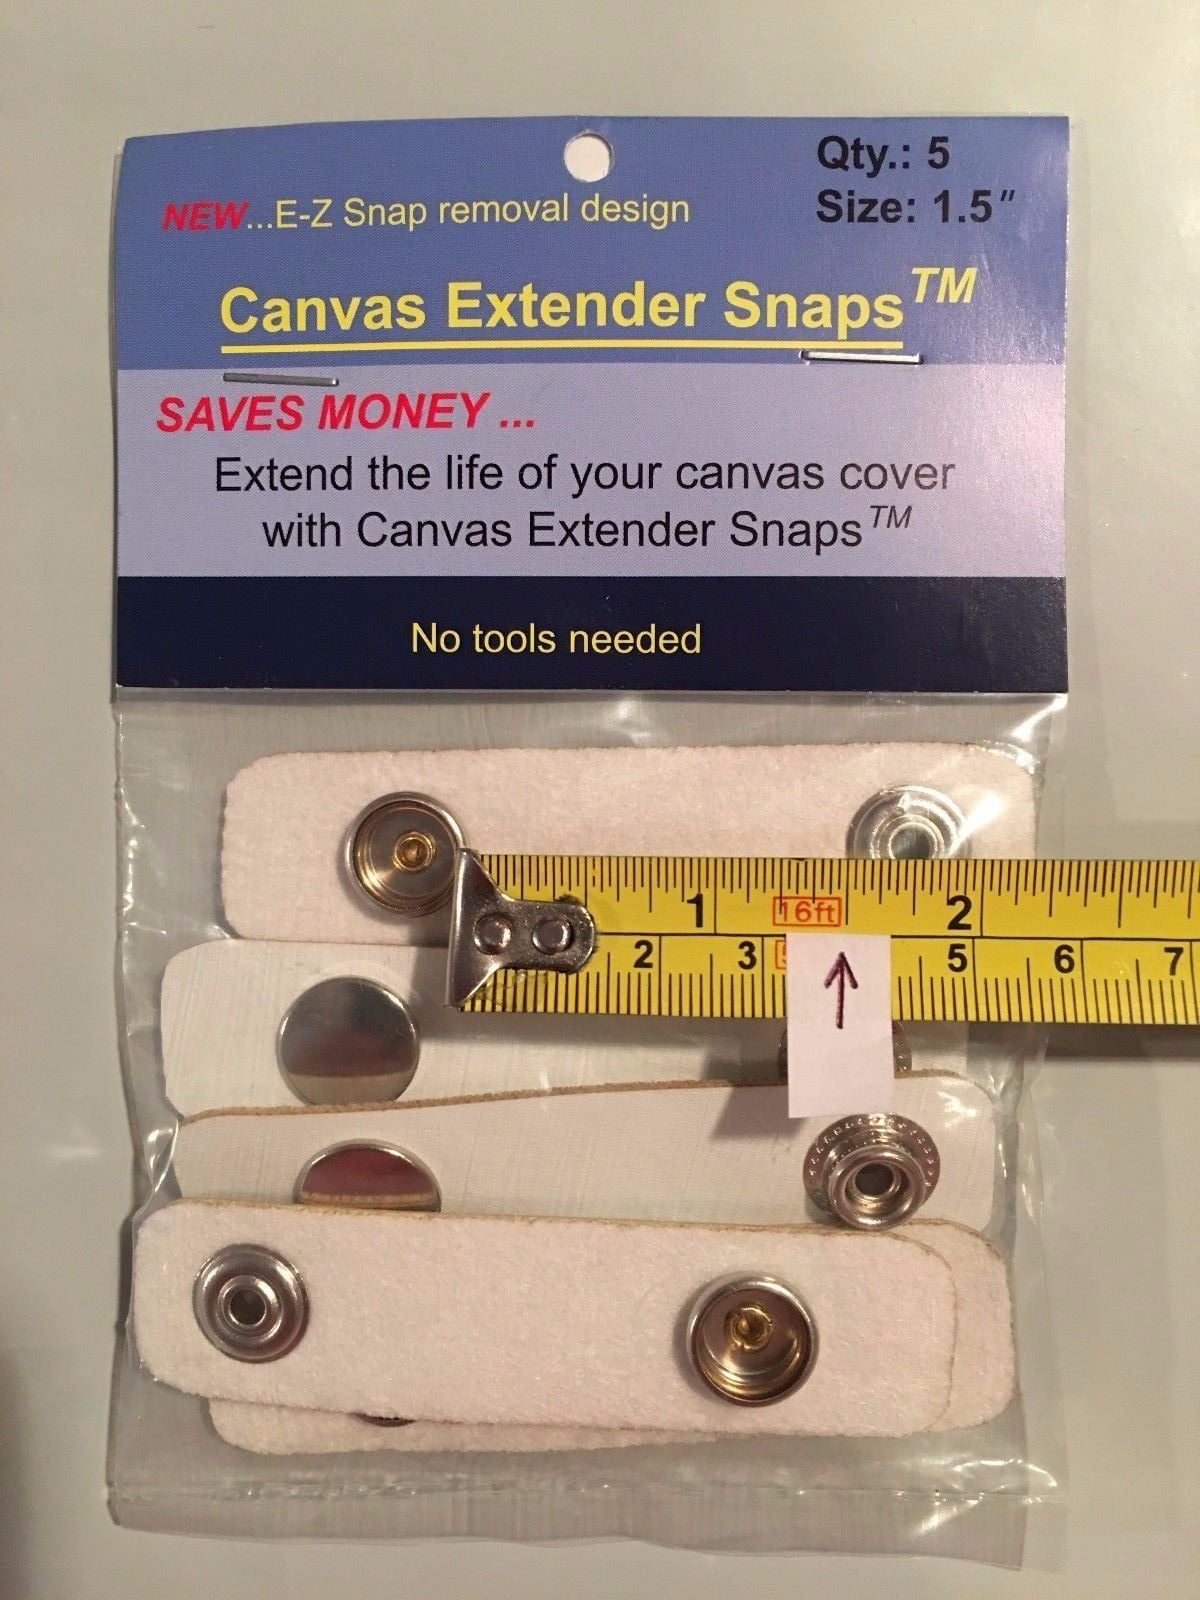 Qty.: 5
Size: 1.5"
NEW...E-Z Snap removal design
Canvas Extender Snaps™
SAVES MONEY ...
Extend the life of your canvas cover
with Canvas Extender Snaps™
No tools needed
1 16ft 2
2 3 5 6 7